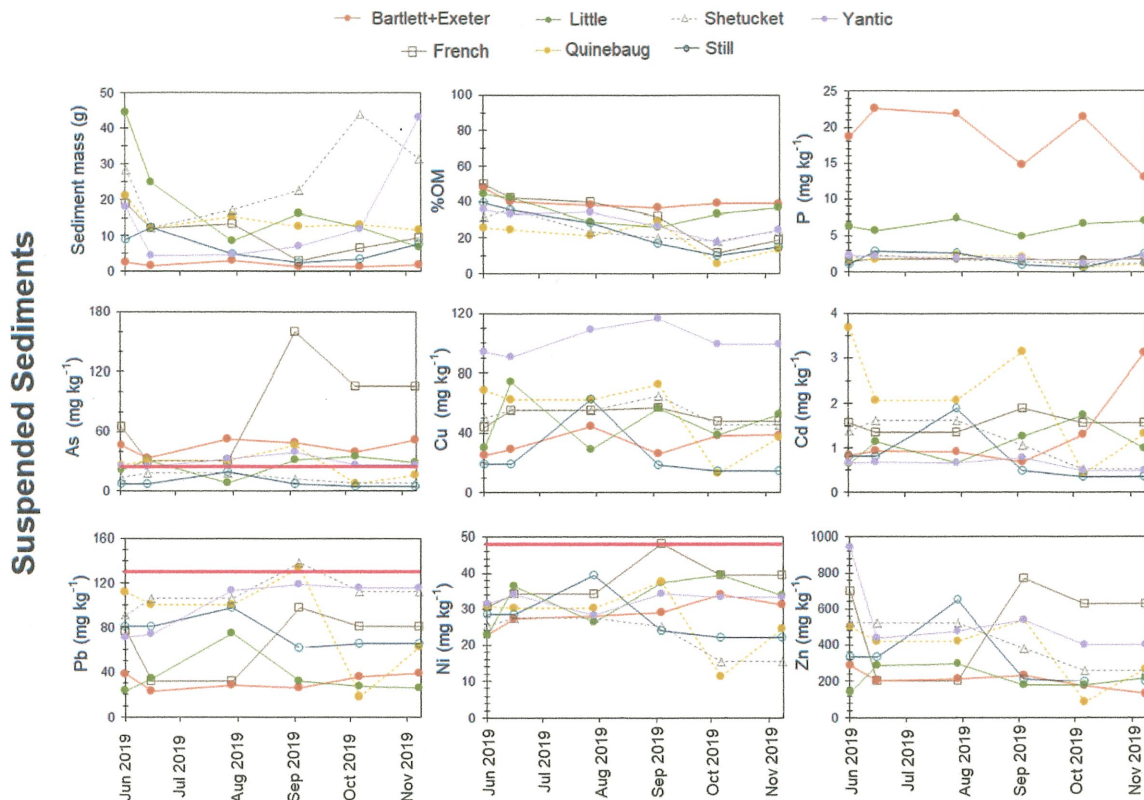 Bartlett+Exeter Little Shetucket Yantic
French Quinebaug Still
Suspended Sediments
Sediment mass (g)
50
40
30
20
10
0
%OM
100
80
60
40
20
0
P (mg kg-1)
25
20
15
10
5
0
As (mg kg-1)
180
120
60
0
Cu (mg kg-1)
120
80
40
0
Cd (mg kg-1)
4
3
2
1
0
Pb (mg kg-1)
160
120
80
40
0
Ni (mg kg-1)
50
40
30
20
10
0
Zn (mg kg-1)
1000
800
600
400
200
0
Jun 2019
Jul 2019
Aug 2019
Sep 2019
Oct 2019
Nov 2019
Jun 2019
Jul 2019
Aug 2019
Sep 2019
Oct 2019
Nov 2019
Jun 2019
Jul 2019
Aug 2019
Sep 2019
Oct 2019
Nov 2019